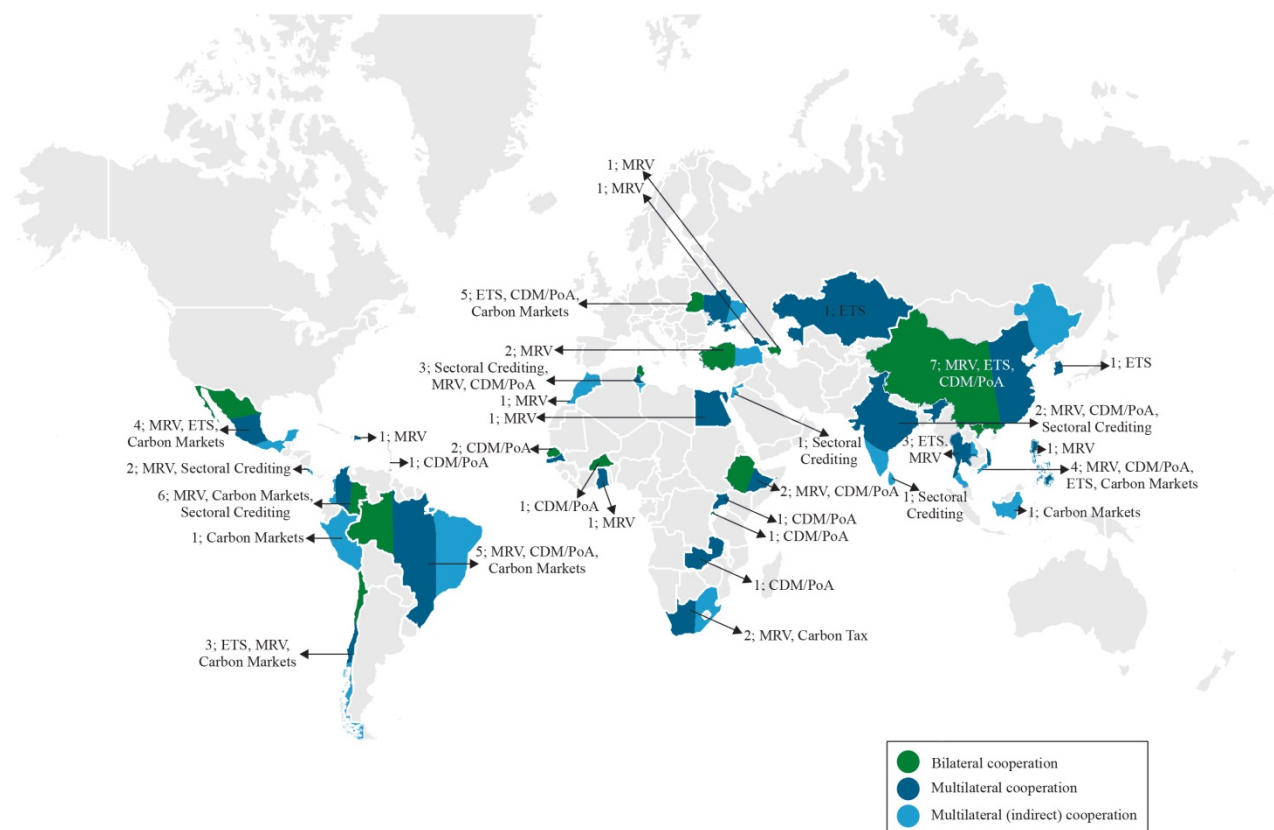 1; MRV
1; MRV
5; ETS, CDM/PoA,
Carbon Markets
1; ETS
2; MRV
7; MRV, ETS,
CDM/PoA
1; ETS
3; Sectoral Crediting,
MRV, CDM/PoA
1; MRV
1; MRV
4; MRV, ETS,
Carbon Markets
1; MRV
2; MRV, CDM/PoA,
Sectoral Crediting
1; Sectoral
Crediting
3; ETS,
MRV
1; MRV
2; CDM/PoA
1; CDM/PoA
2; MRV, Sectoral Crediting
4; MRV, CDM/PoA,
ETS, Carbon Markets
2; MRV, CDM/PoA
1; Sectoral
Crediting
6; MRV, Carbon Markets,
Sectoral Crediting
1; CDM/PoA
1; MRV
1; CDM/PoA
1; CDM/PoA
1; Carbon Markets
1; Carbon Markets
5; MRV, CDM/PoA,
Carbon Markets
1; CDM/PoA
2; MRV, Carbon Tax
3; ETS, MRV,
Carbon Markets
Bilateral cooperation
Multilateral cooperation
Multilateral (indirect) cooperation